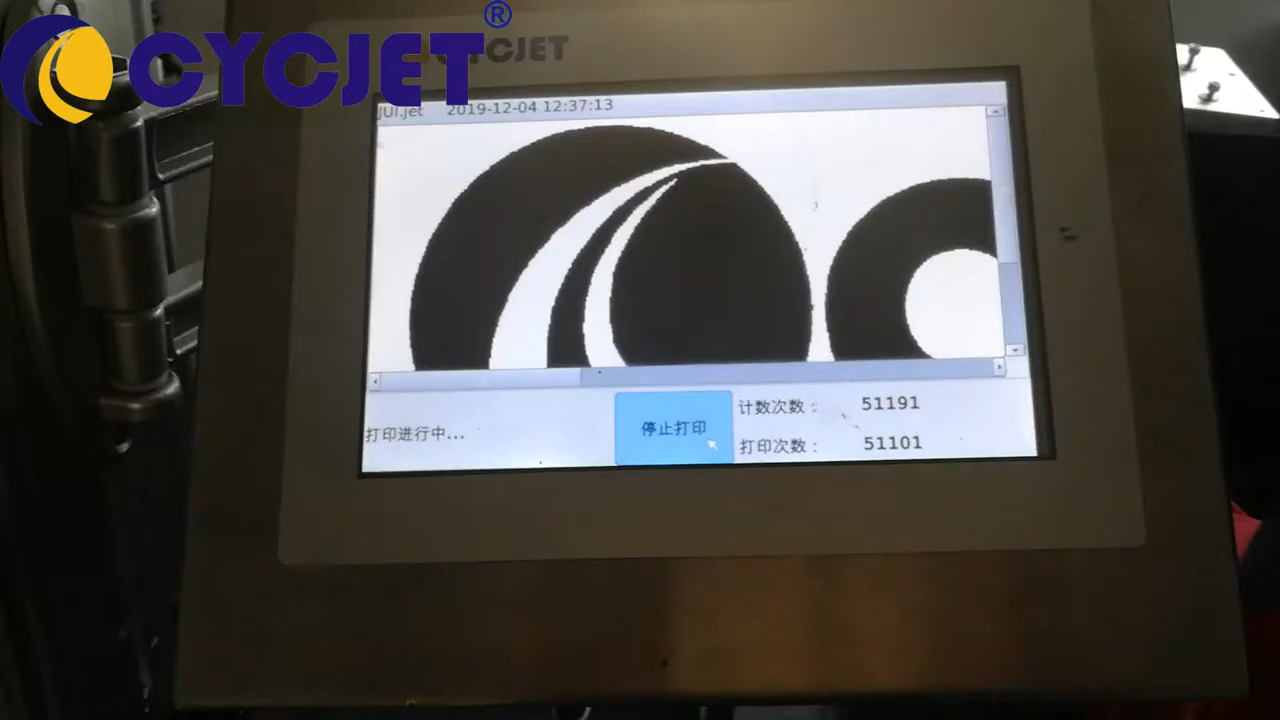 CYCJET®
CYCJET
JUI.jet 2019-12-04 12:37:13
打印进行中...
停止打印
计数次数： 51191
打印次数： 51101